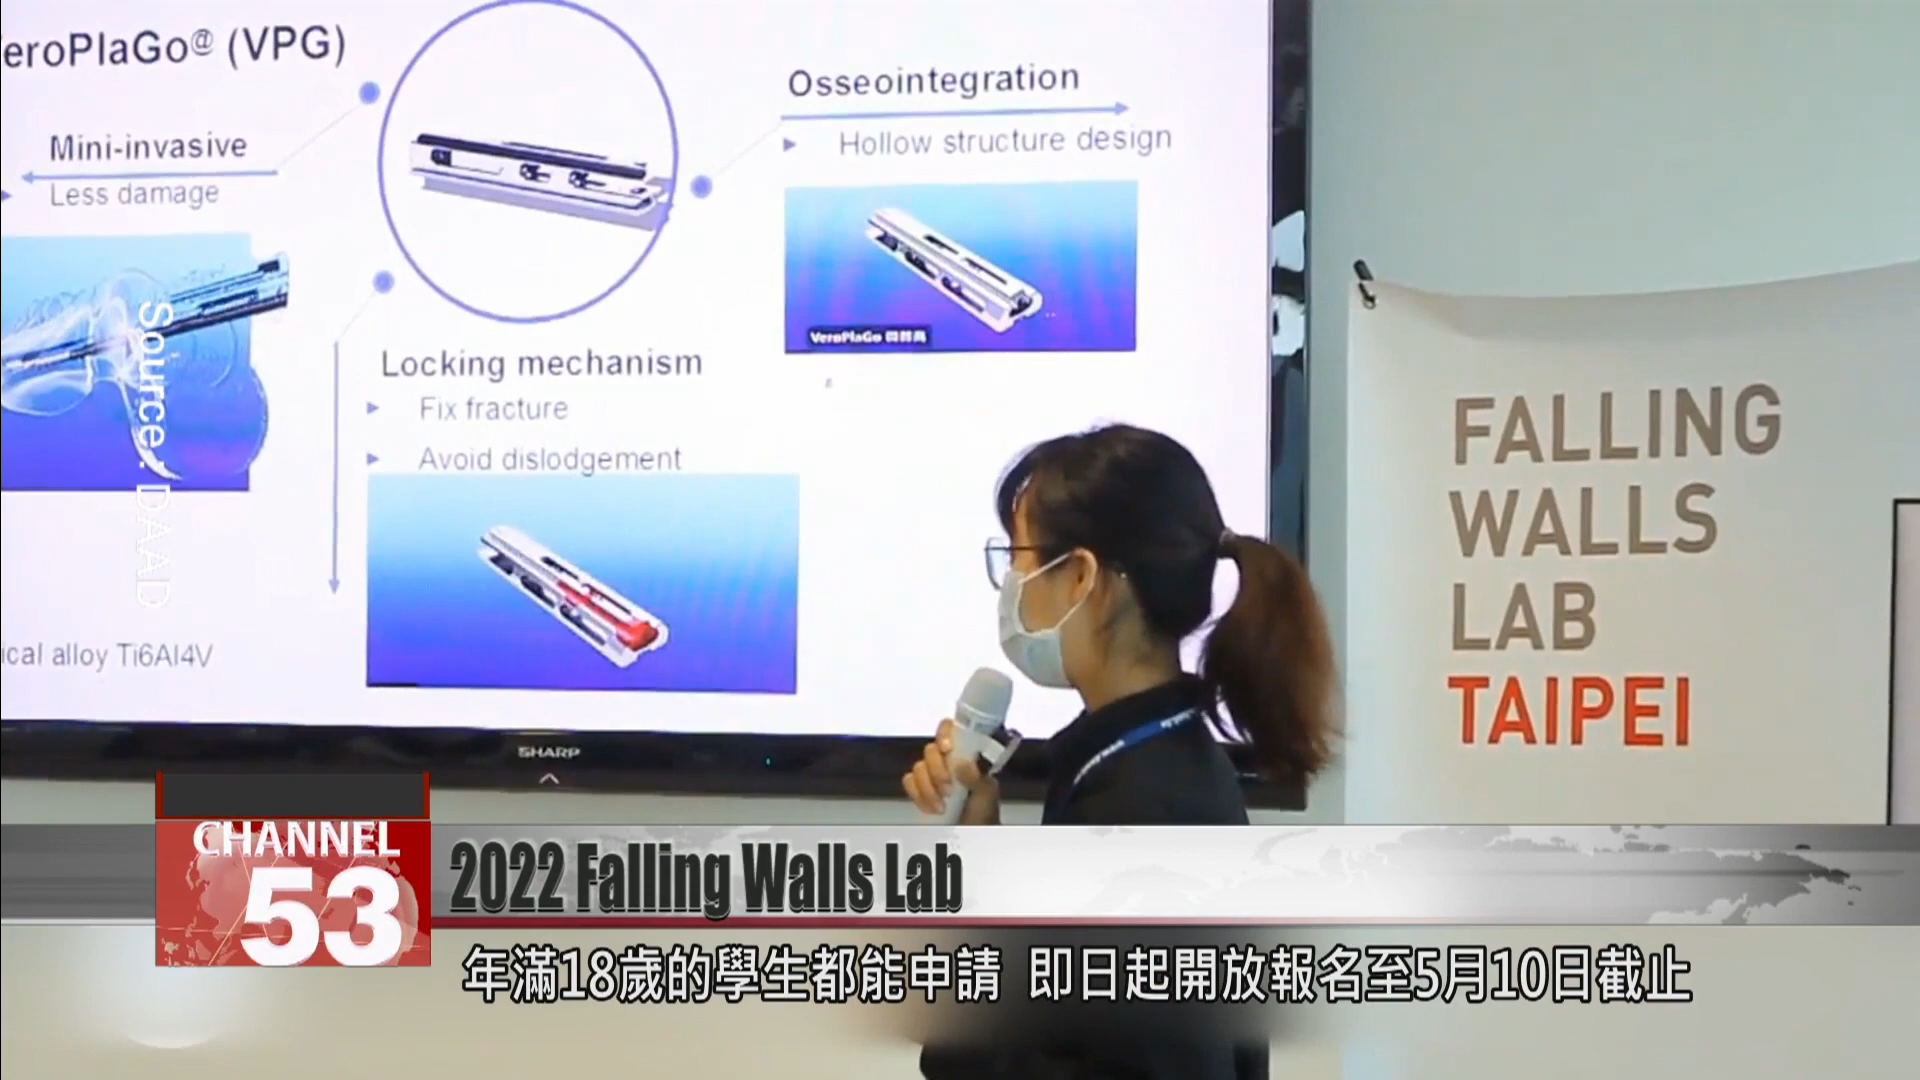 eroPlaGo® (VPG)
Mini-invasive
Less damage
Osseointegration
Hollow structure design
VeroPlaGo
Locking mechanism
Fix fracture
Avoid dislodgement
ical alloy Ti6Al4V
Source: DAAD
SHARP
FALLING
WALLS
LAB
TAIPEI
CHANNEL
53
2022 Falling Walls Lab
年滿18歲的學生都能申請 即日起開放報名至5月10日截止